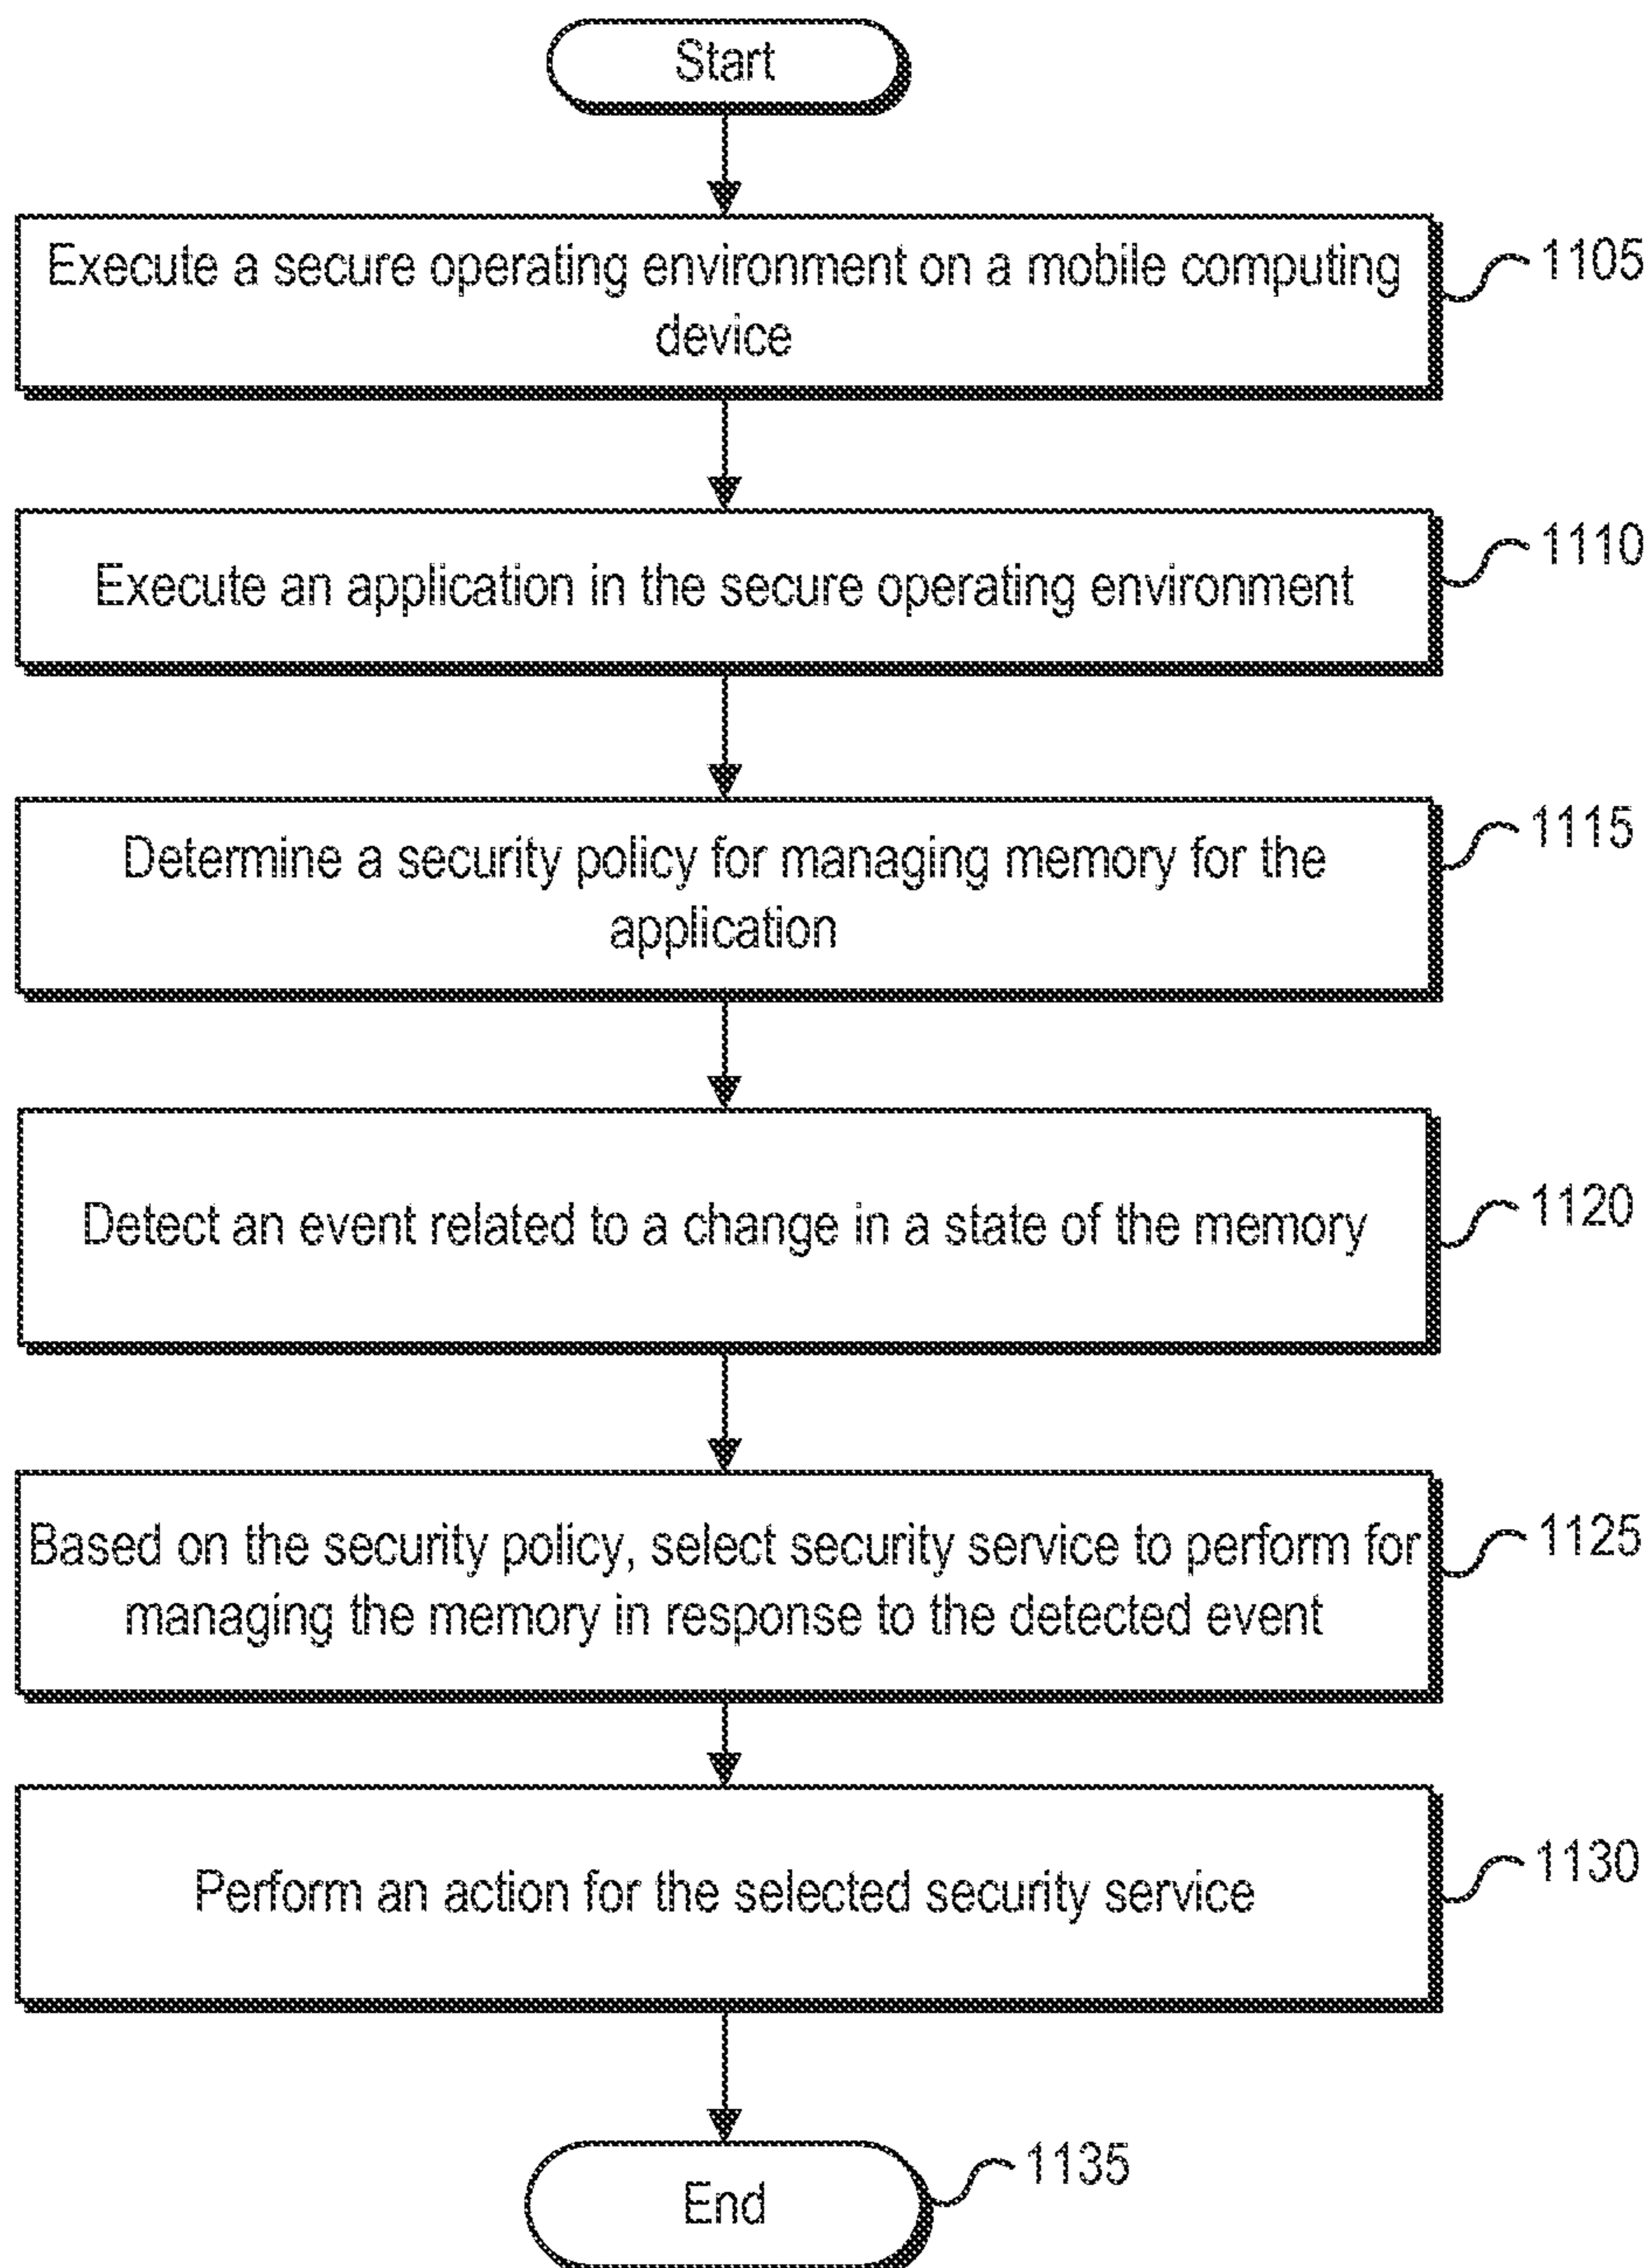 Start
Execute a secure operating environment on a mobile computing
device
1105
Execute an application in the secure operating environment
1110
Determine a security policy for managing memory for the
application
1115
Detect an event related to a change in a state of the memory
1120
Based on the security policy, select security service to perform for
managing the memory in response to the detected event
1125
Perform an action for the selected security service
1130
End
1135